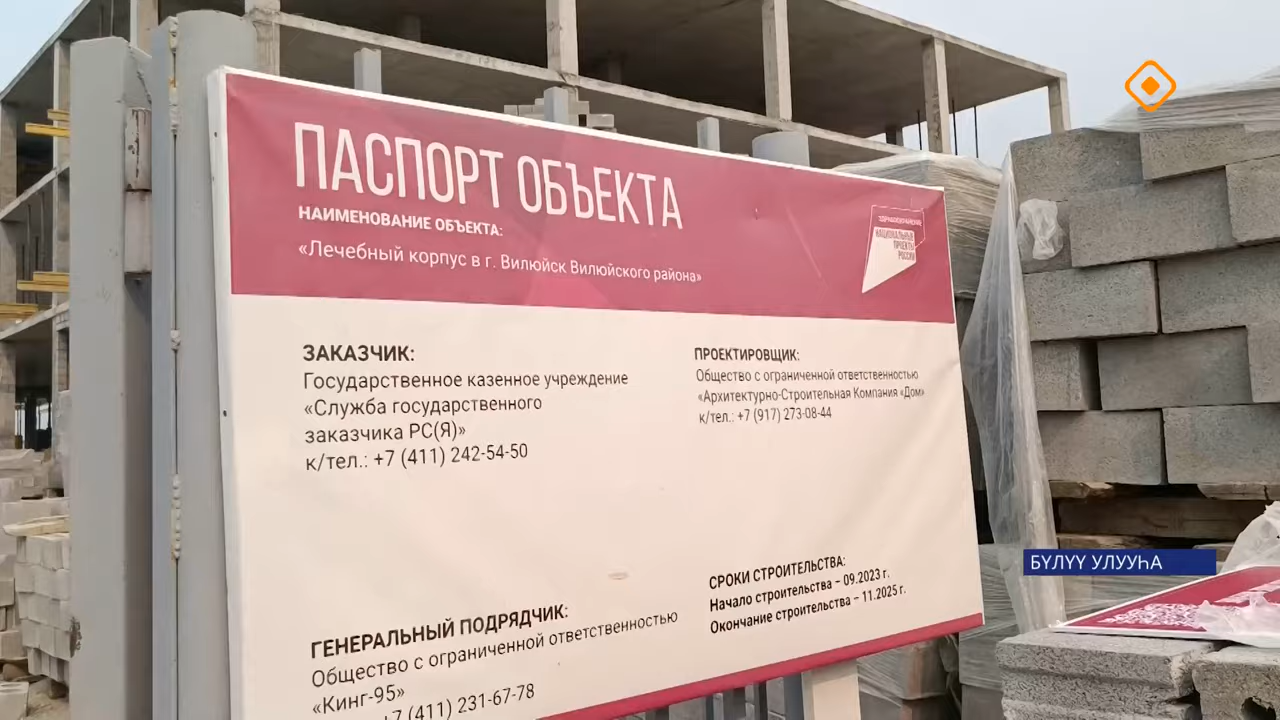 ПАСПОРТ ОБЪЕКТА
НАИМЕНОВАНИЕ ОБЪЕКТА:
«Лечебный корпус в г. Вилюйск Вилюйского района»
ЗДРАВООХРАНЕНИЕ
НАЦИОНАЛЬНЫЕ
ПРОЕКТЫ
РОССИИ
ЗАКАЗЧИК:
Государственное казенное учреждение
«Служба государственного
заказчика РС(Я)»
к/тел.: +7 (411) 242-54-50
ПРОЕКТИРОВЩИК:
Общество с ограниченной ответственностью
«Архитектурно-Строительная Компания «Дом»
к/тел.: +7 (917) 273-08-44
ГЕНЕРАЛЬНЫЙ ПОДРЯДЧИК:
Общество с ограниченной ответственностью
«Кинг-95»
+7 (411) 231-67-78
СРОКИ СТРОИТЕЛЬСТВА:
Начало строительства – 09.2023 г.
Окончание строительства – 11.2025 г.
БҮЛҮҮ УЛУУҺА